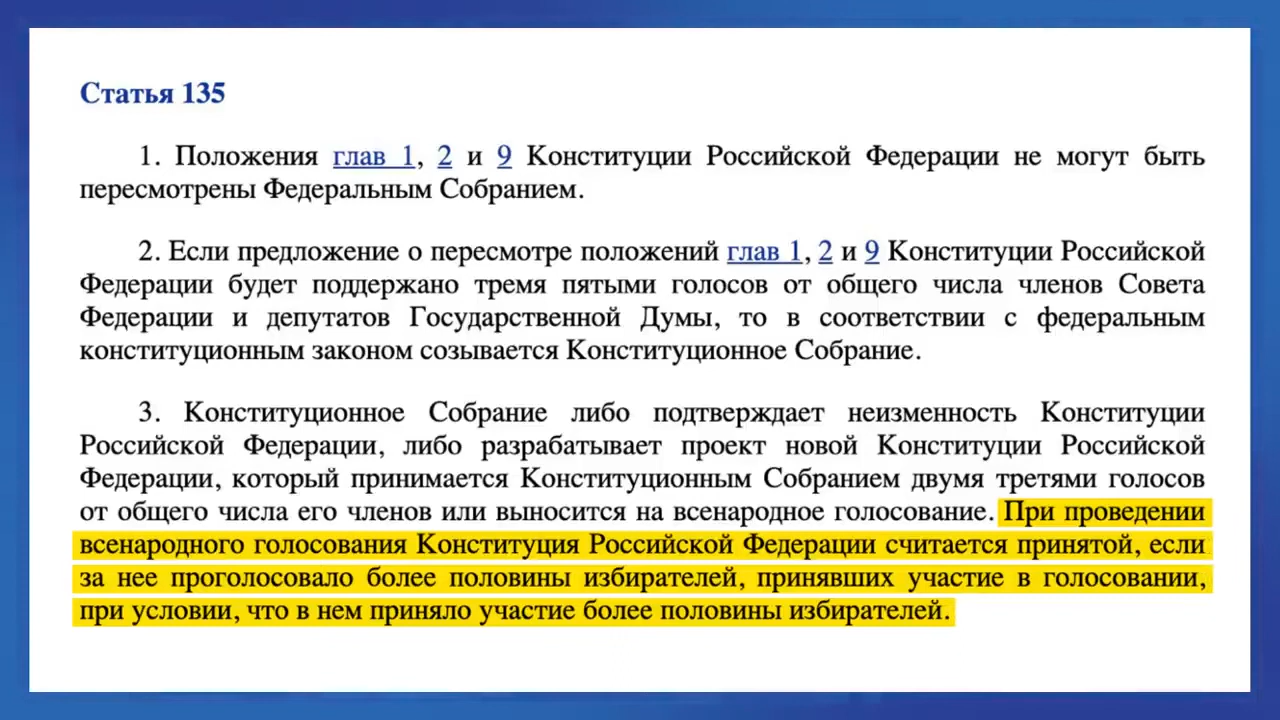 Статья 135
1. Положения глав 1, 2 и 9 Конституции Российской Федерации не могут быть
пересмотрены Федеральным Собранием.
2. Если предложение о пересмотре положений глав 1, 2 и 9 Конституции Российской
Федерации будет поддержано тремя пятыми голосов от общего числа членов Совета
Федерации и депутатов Государственной Думы, то в соответствии с федеральным
конституционным законом созывается Конституционное Собрание.
3. Конституционное Собрание либо подтверждает неизменность Конституции
Российской Федерации, либо разрабатывает проект новой Конституции Российской
Федерации, который принимается Конституционным Собранием двумя третями голосов
от общего числа его членов или выносится на всенародное голосование. При проведении
всенародного голосования Конституция Российской Федерации считается принятой, если
за нее проголосовало более половины избирателей, принявших участие в голосовании,
при условии, что в нем приняло участие более половины избирателей.